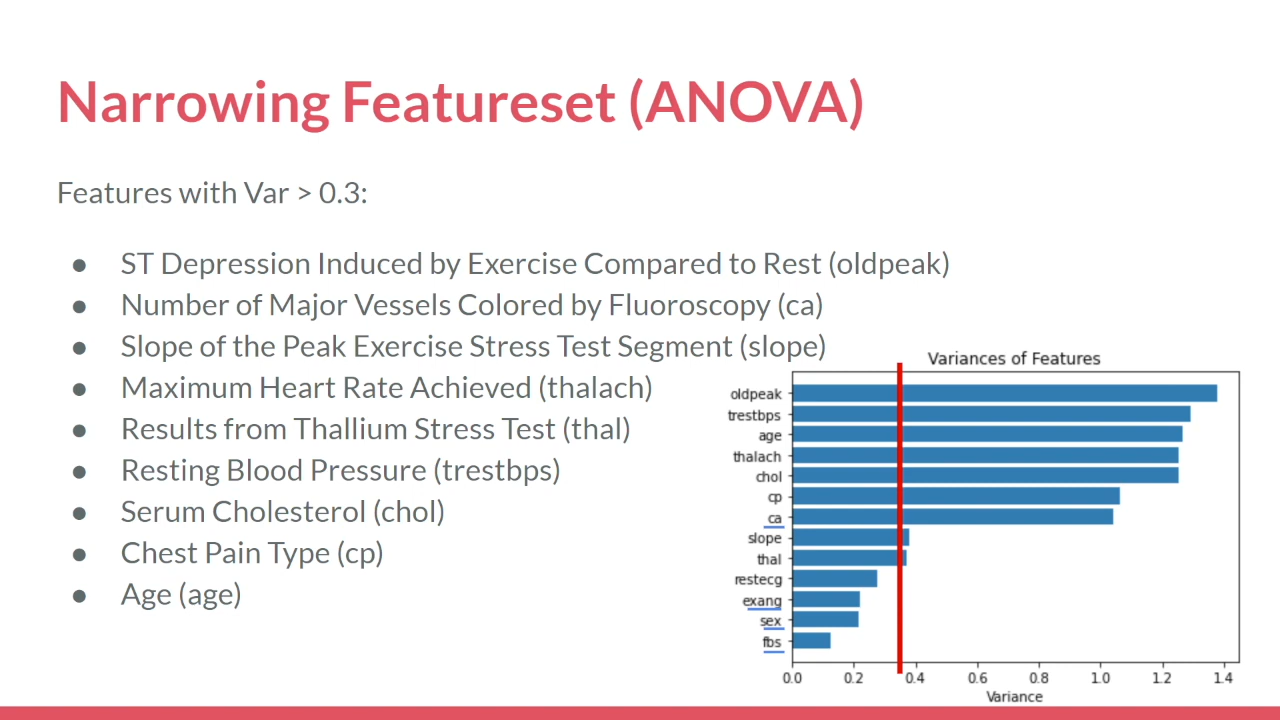 Narrowing Featureset (ANOVA)
Features with Var > 0.3:
● ST Depression Induced by Exercise Compared to Rest (oldpeak)
● Number of Major Vessels Colored by Fluoroscopy (ca)
● Slope of the Peak Exercise Stress Test Segment (slope)
● Maximum Heart Rate Achieved (thalach)
● Results from Thallium Stress Test (thal)
● Resting Blood Pressure (trestbps)
● Serum Cholesterol (chol)
● Chest Pain Type (cp)
● Age (age)
Variances of Features
oldpeak
trestbps
age
thalach
chol
cp
ca
slope
thal
restecg
exang
sex
fbs
0.0 0.2 0.4 0.6 0.8 1.0 1.2 1.4
Variance